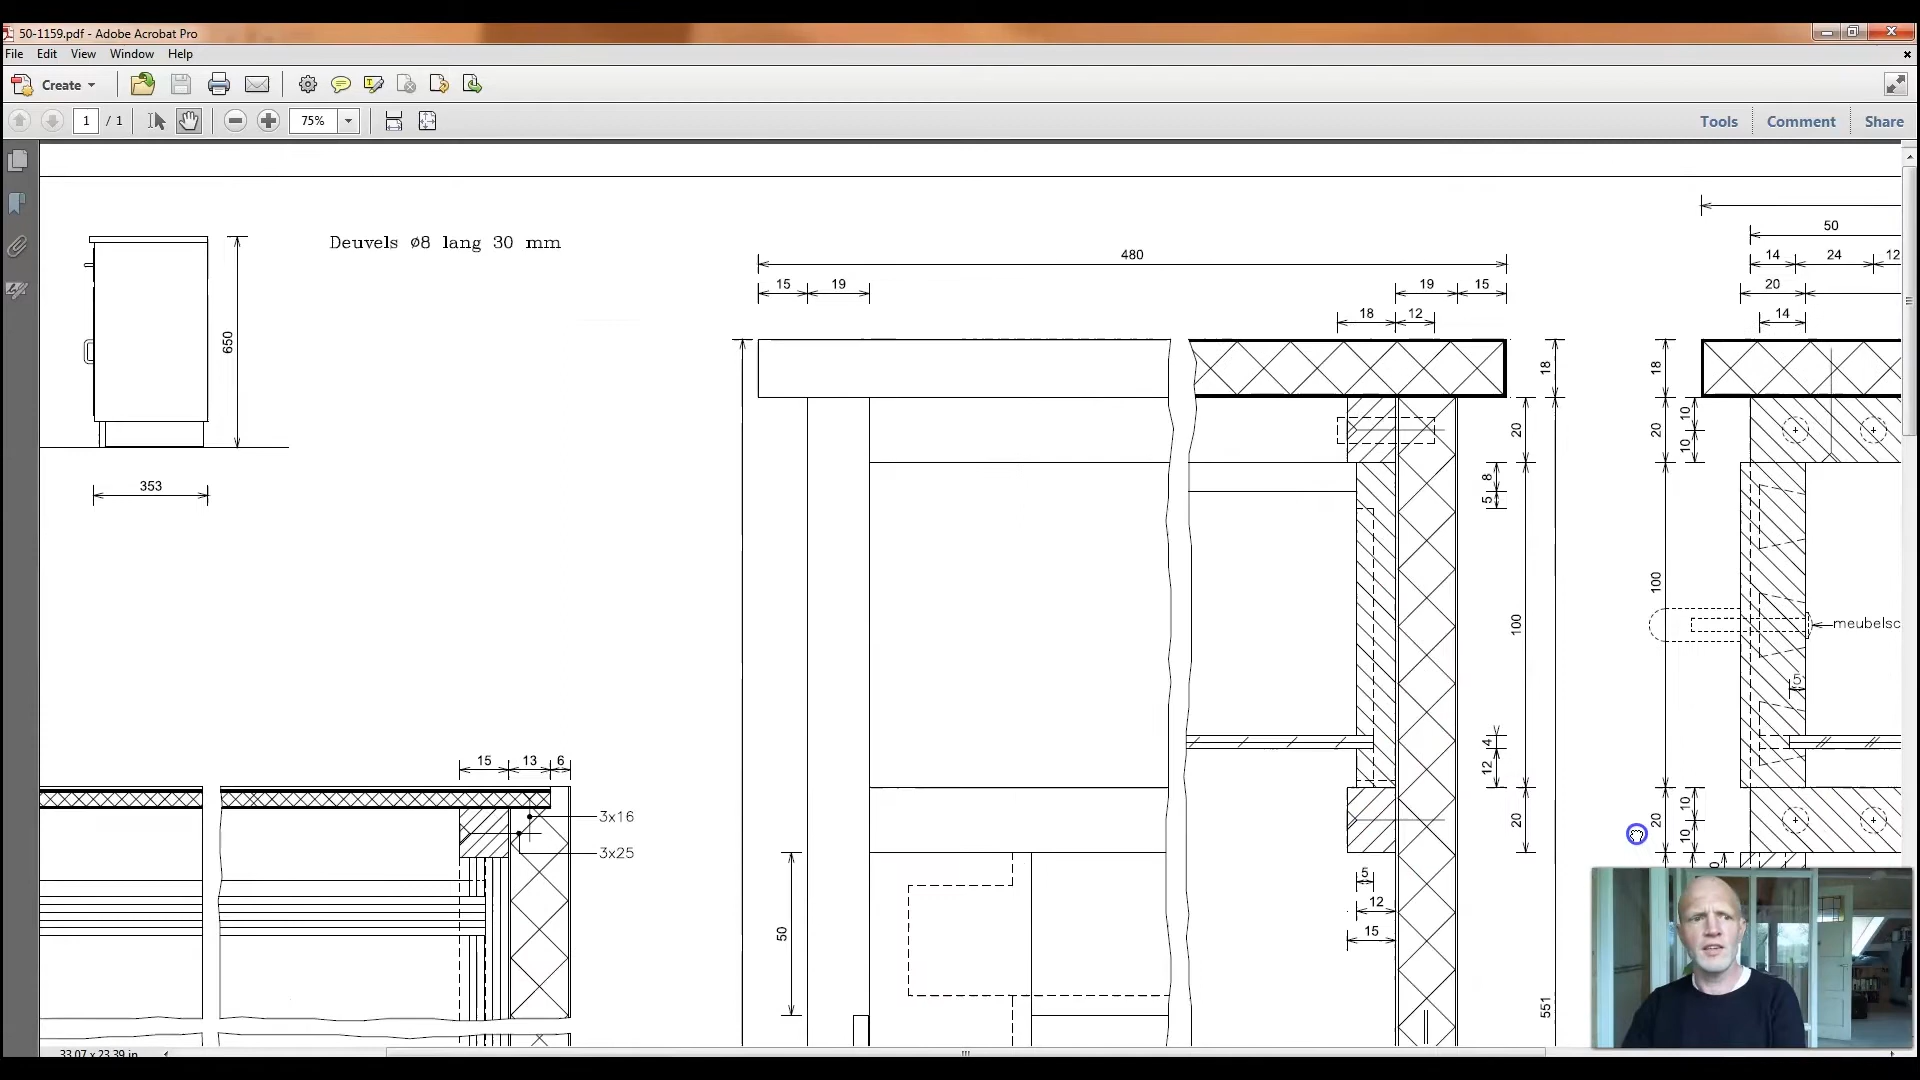 50-1159.pdf - Adobe Acrobat Pro
File Edit View Window Help
Create
1 / 1 75% Tools Comment Share
Deuvels ø8 lang 30 mm
650
353
480
15 19 19 15
18 12
50
14 24 12
20
14
18
20
8
5
100
4
12
20
551
18
20
10
10
100
meubelsc
5
20
10
10
15 13 6
3x16
3x25
50
5
12
15
33,07 x 23,39 in